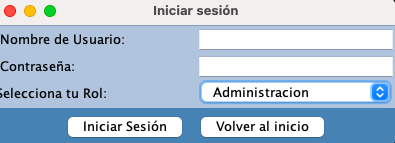 Iniciar sesión
Nombre de Usuario:
Contraseña:
Selecciona tu Rol: Administracion
Iniciar Sesión Volver al inicio